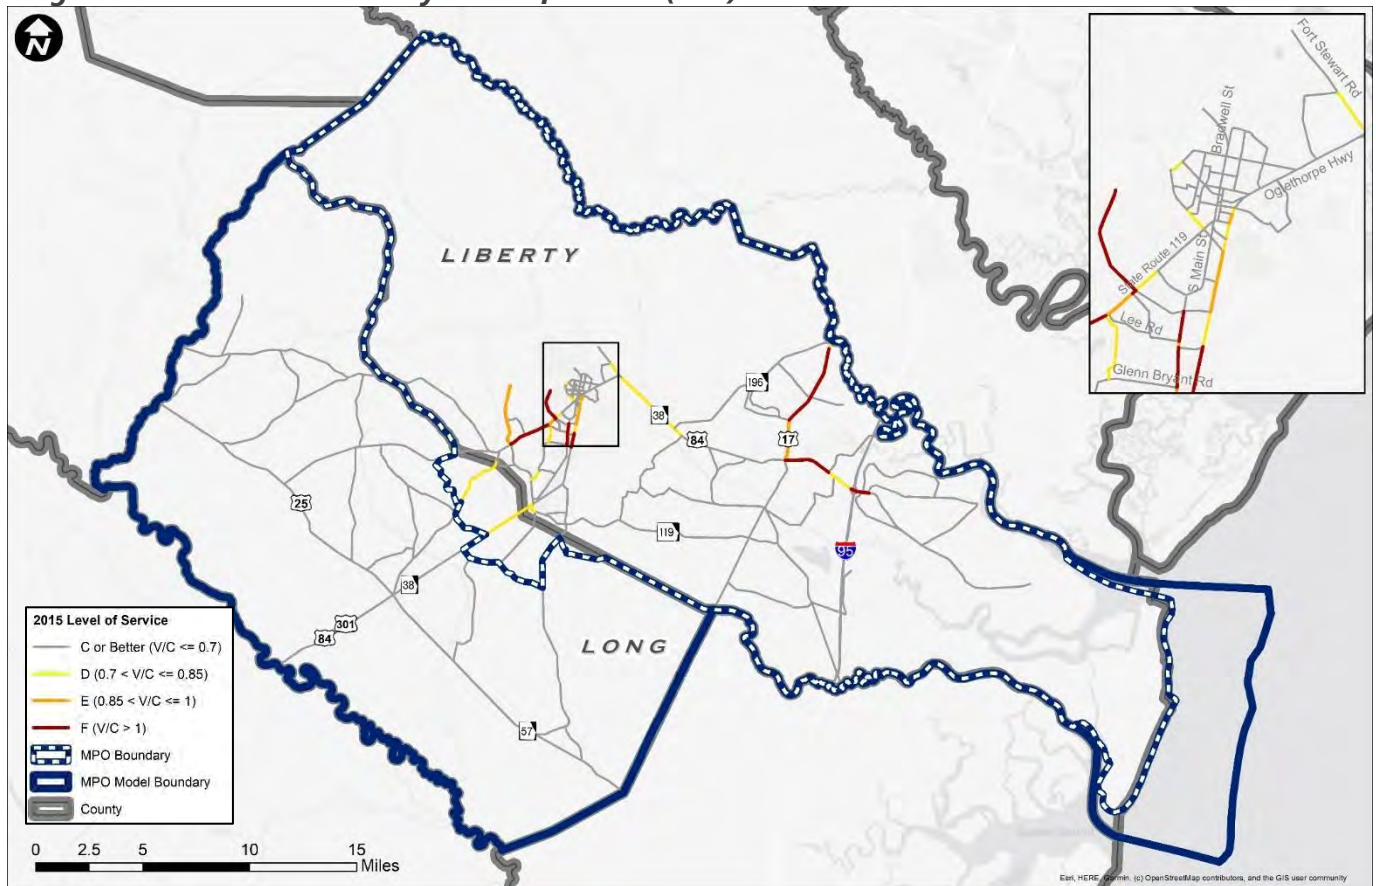 N
Fort Stewart Rd
Bradwell St
Oglethorpe Hwy
State Route 119
S Main St
Lee Rd
Glenn Bryant Rd
LIBERTY
196
38
84
17
25
119
95
38
301
84
LONG
57
2015 Level of Service
C or Better (V/C <= 0.7)
D (0.7 < V/C <= 0.85)
E (0.85 < V/C <= 1)
F (V/C > 1)
MPO Boundary
MPO Model Boundary
County
0 2.5 5 10 15
Miles
Esri, HERE, Garmin, (c) OpenStreetMap contributors, and the GIS user community